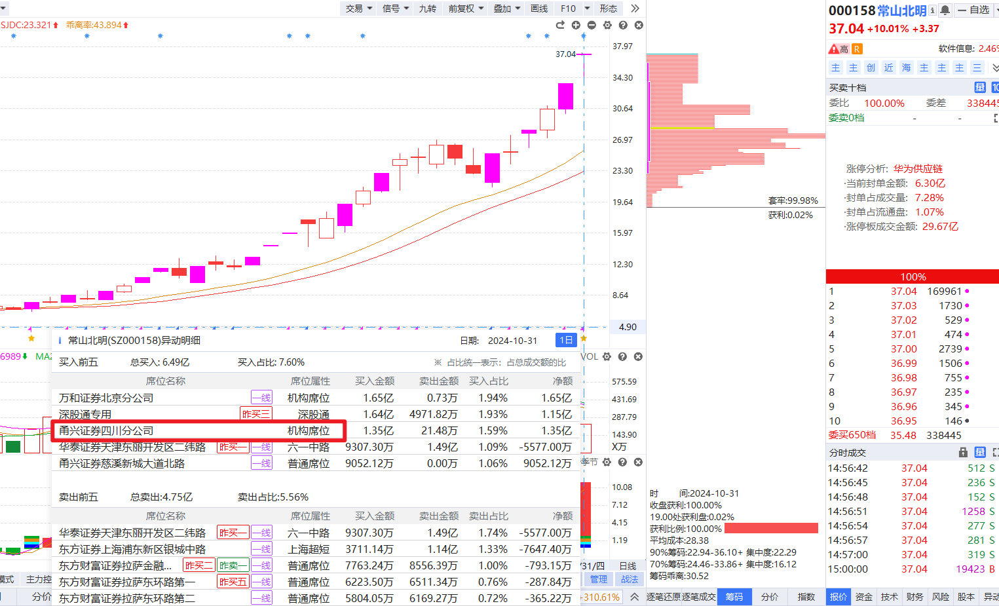 交易 信号 九转 前复权 叠加 画线 F10 形态
SJDC:23.321 乖离率:43.894
37.04
37.97
34.30
30.64
26.97
23.30
19.64
15.97
12.30
8.64
4.90
6989 MA2
VOL
575.59
431.69
287.79
143.90
X万
季节
10.08
7.12
4.15
1.19
/31/四 日线
模式 主力控
管理 战法
分价
+310.61%
常山北明(SZ000158)异动明细 日期: 2024-10-31 1日
买入前五 总买入: 6.49亿 买入占比: 7.60% ※ 占比统一表示：占总成交额的比
席位名称 席位属性 买入金额 卖出金额 买入占比 净额
万和证券北京分公司 一线 机构席位 1.65亿 0.73万 1.94% 1.65亿
深股通专用 昨买三 深股通 1.64亿 4971.82万 1.93% 1.15亿
甬兴证券四川分公司 机构席位 1.35亿 21.48万 1.59% 1.35亿
华泰证券天津东丽开发区二纬路 昨买一 一线 六一中路 9307.30万 1.49亿 1.09% -5577.00万
甬兴证券慈溪新城大道北路 一线 普通席位 9052.12万 0.00万 1.06% 9052.12万
卖出前五 总卖出:4.75亿 卖出占比:5.56%
席位名称 席位属性 买入金额 卖出金额 卖出占比 净额
华泰证券天津东丽开发区二纬路 昨买一 一线 六一中路 9307.30万 1.49亿 1.74% -5577.00万
东方证券上海浦东新区银城中路 一线 上海超短 3711.14万 1.14亿 1.33% -7647.40万
东方财富证券拉萨金融... 昨买二 昨卖一 一线 普通席位 7763.24万 8556.39万 1.00% -793.15万
东方财富证券拉萨东环路第一 昨买五 一线 普通席位 6223.50万 6511.34万 0.76% -287.84万
东方财富证券拉萨东环路第二 一线 普通席位 5804.05万 6169.27万 0.72% -365.22万
套牢:99.98%
获利:0.02%
时 间:2024-10-31
收盘获利:100.00%
19.00处获利盘:0.02%
获利比例:100.00%
平均成本:28.38
90%筹码:22.94-36.10+ 集中度:22.29
70%筹码:24.46-33.86+ 集中度:16.12
筹码乖离:30.52
逐笔还原 逐笔成交 筹码 分价 指数
000158 常山北明 自选
37.04 +10.01% +3.37
高 R 软件信息: 2.46%
主 主 创 近 海 主 主 主 三
买卖十档 量 10
委比 100.00% 委差 338445
委卖0档 - -
涨停分析: 华为供应链
·当前封单金额: 6.30亿
·封单占成交量: 7.28%
·封单占流通盘: 1.07%
·涨停板成交金额: 29.67亿
100%
1 37.04 169961
2 37.03 1730
3 37.02 529
4 37.01 474
5 37.00 2739
6 36.99 1506
7 36.98 755
8 36.97 235
9 36.96 345
10 36.95 146
委买650档 35.48 338445
分时成交 量
14:56:42 37.04 512 S
14:56:45 37.04 236 S
14:56:48 37.04 152 S
14:56:51 37.04 1258 S
14:56:54 37.04 277 S
14:56:57 37.04 281 S
14:57:00 37.04 319 S
15:00:00 37.04 19423 B
报价 资金 技术 财务 风险 股本 异动